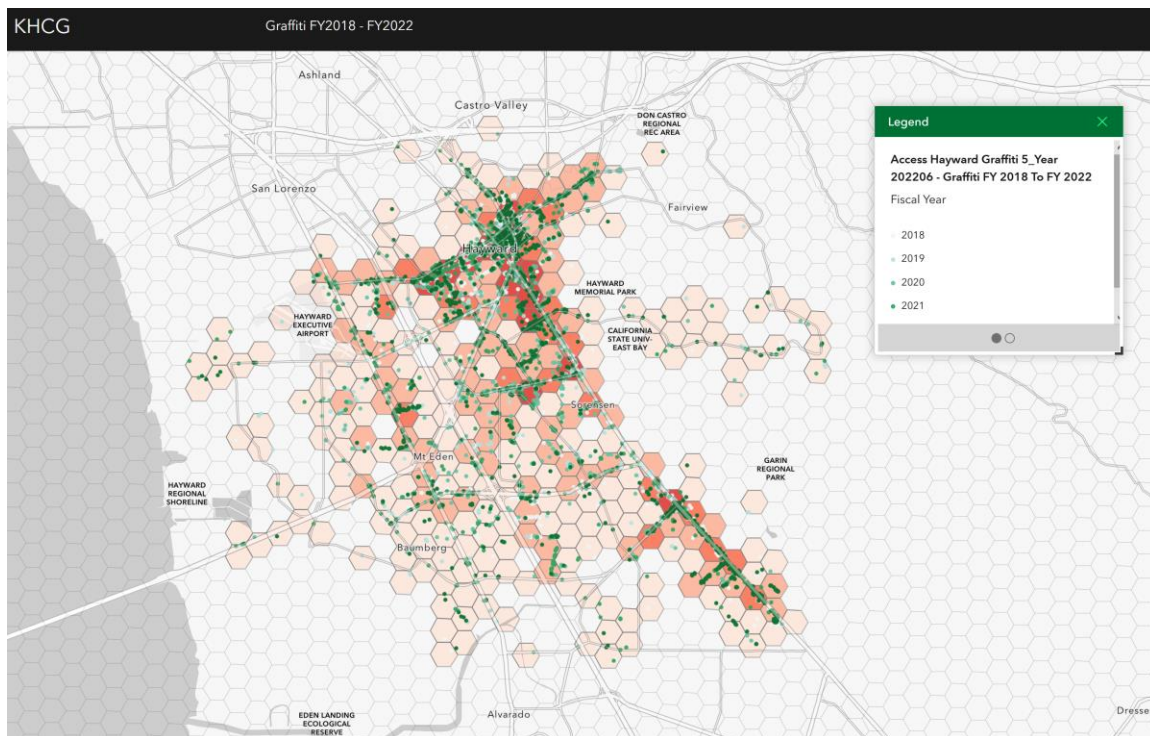 KHCG
Graffiti FY2018 - FY2022
Ashland
Castro Valley
DON CASTRO
REGIONAL
REC AREA
Legend
Access Hayward Graffiti 5_Year
202206 - Graffiti FY 2018 To FY 2022
Fiscal Year
2018
2019
2020
2021
San Lorenzo
Fairview
Hayward
HAYWARD
MEMORIAL PARK
HAYWARD
EXECUTIVE
AIRPORT
CALIFORNIA
STATE UNIV-
EAST BAY
Sorensen
Mt Eden
GARIN
REGIONAL
PARK
HAYWARD
REGIONAL
SHORELINE
Baumberg
EDEN LANDING
ECOLOGICAL
RESERVE
Alvarado
Dresse